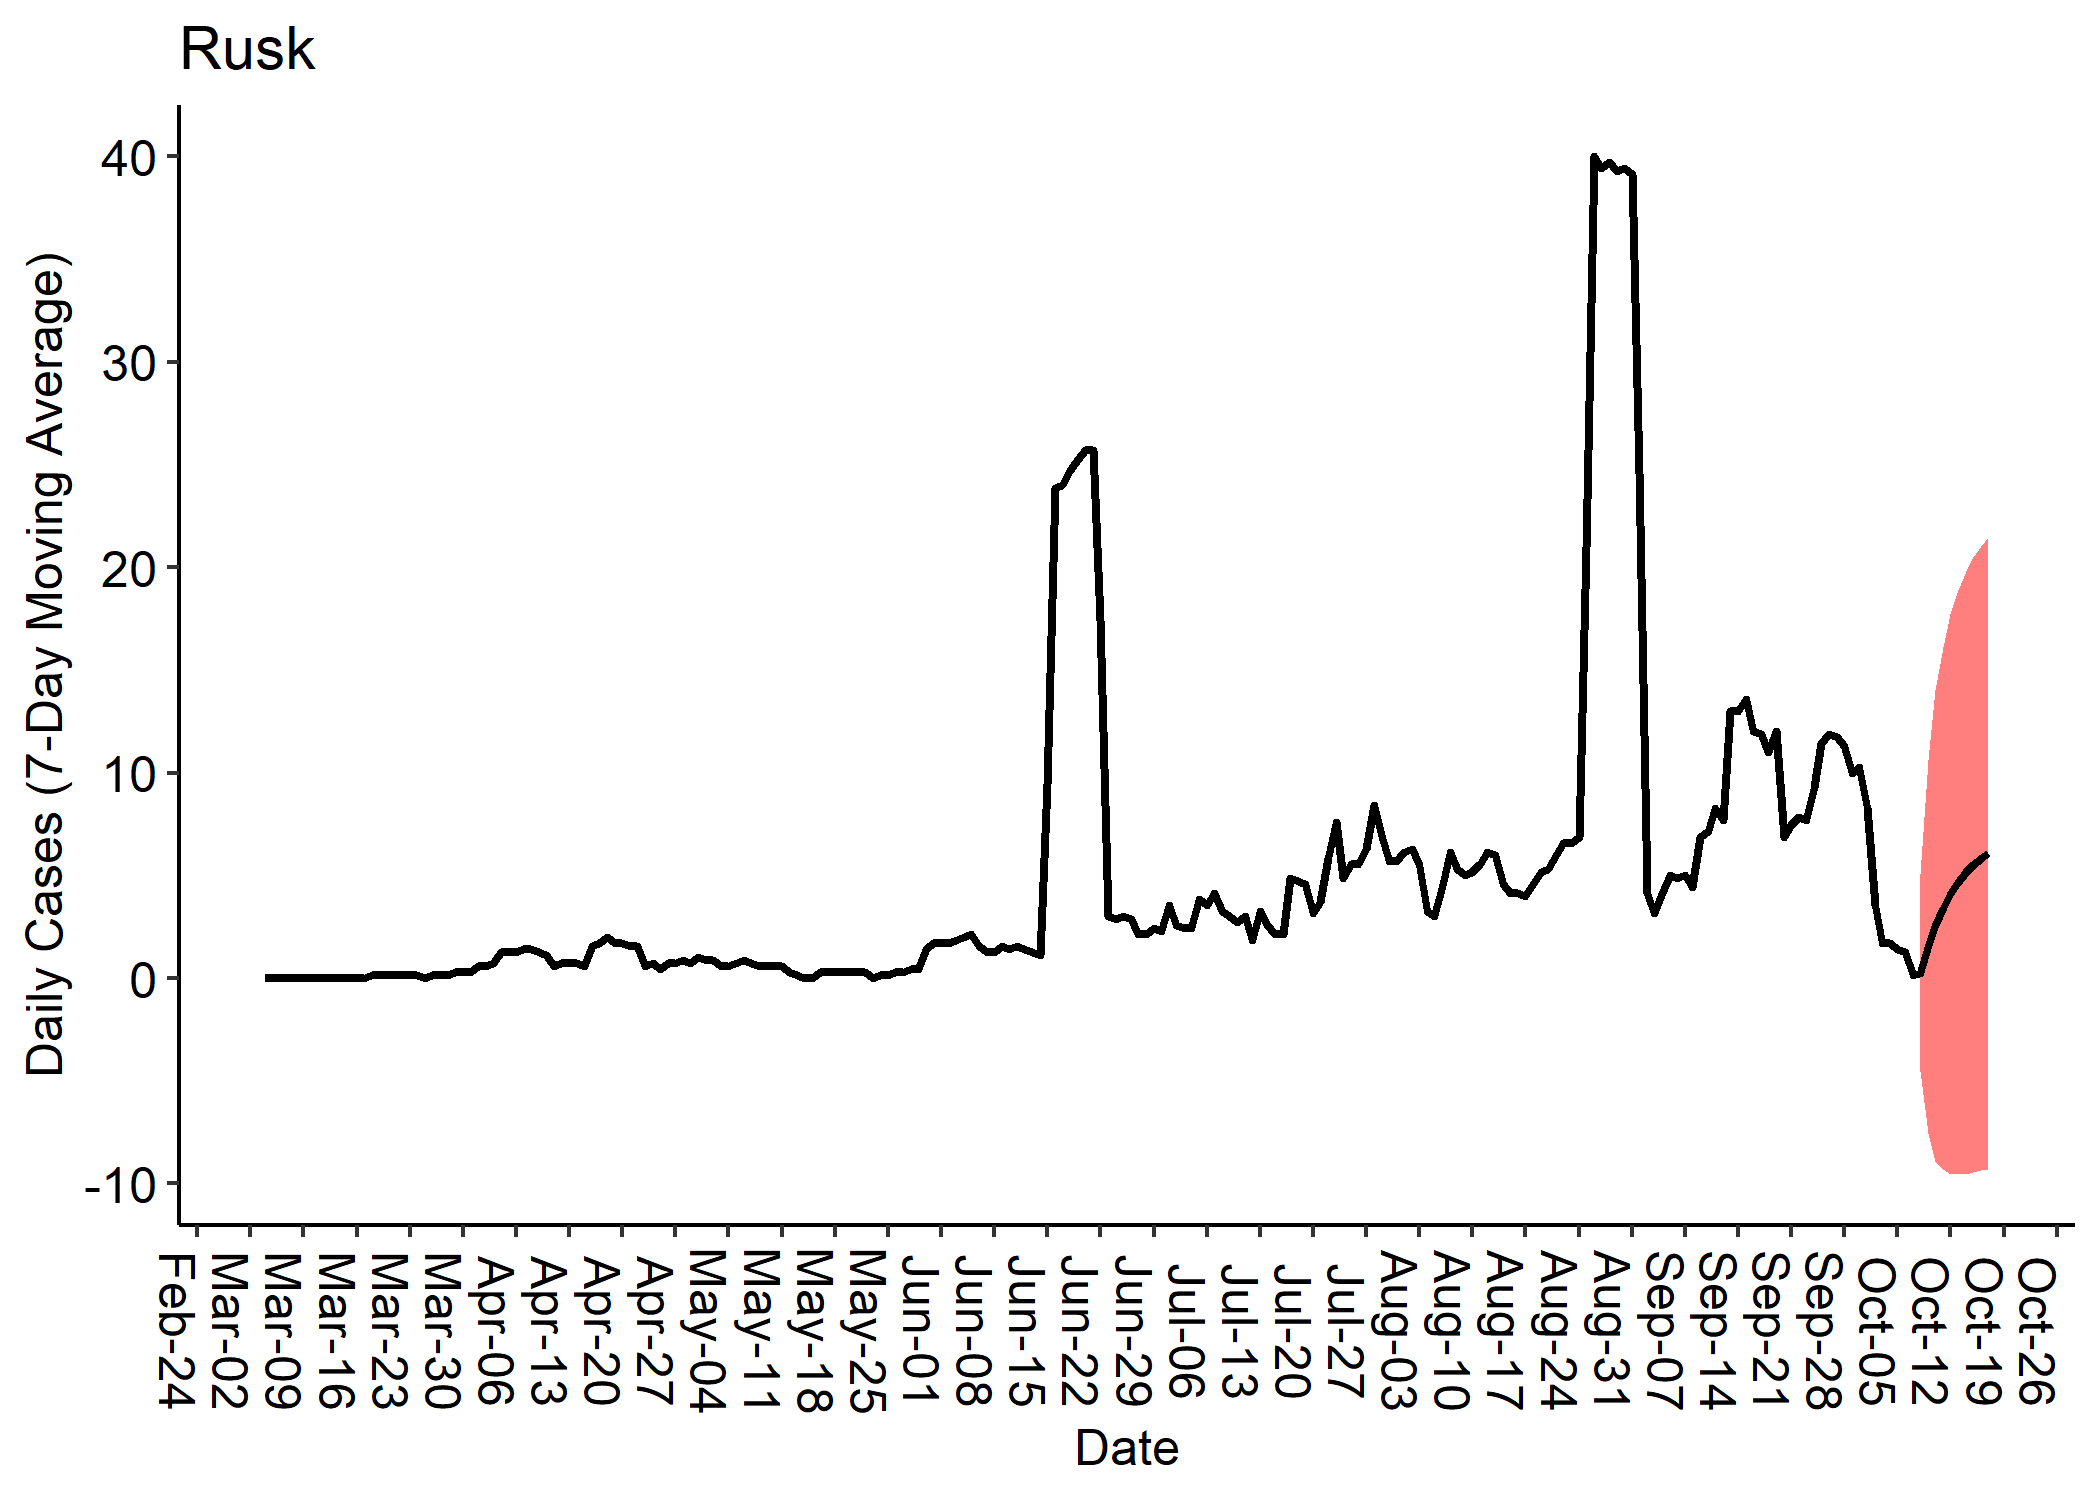 Rusk
Daily Cases (7-Day Moving Average)
40
30
20
10
0
-10
Feb-24
Mar-02
Mar-09
Mar-16
Mar-23
Mar-30
Apr-06
Apr-13
Apr-20
Apr-27
May-04
May-11
May-18
May-25
Jun-01
Jun-08
Jun-15
Jun-22
Jun-29
Jul-06
Jul-13
Jul-20
Jul-27
Aug-03
Aug-10
Aug-17
Aug-24
Aug-31
Sep-07
Sep-14
Sep-21
Sep-28
Oct-05
Oct-12
Oct-19
Oct-26
Date